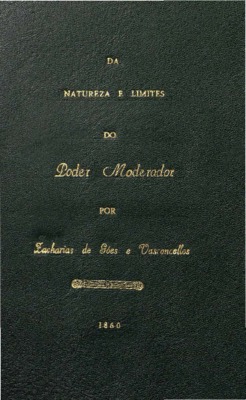 DA
NATUREZA E LIMITES
DO
Poder Moderador
POR
Zacharias de Góes e Vasconcellos
1860